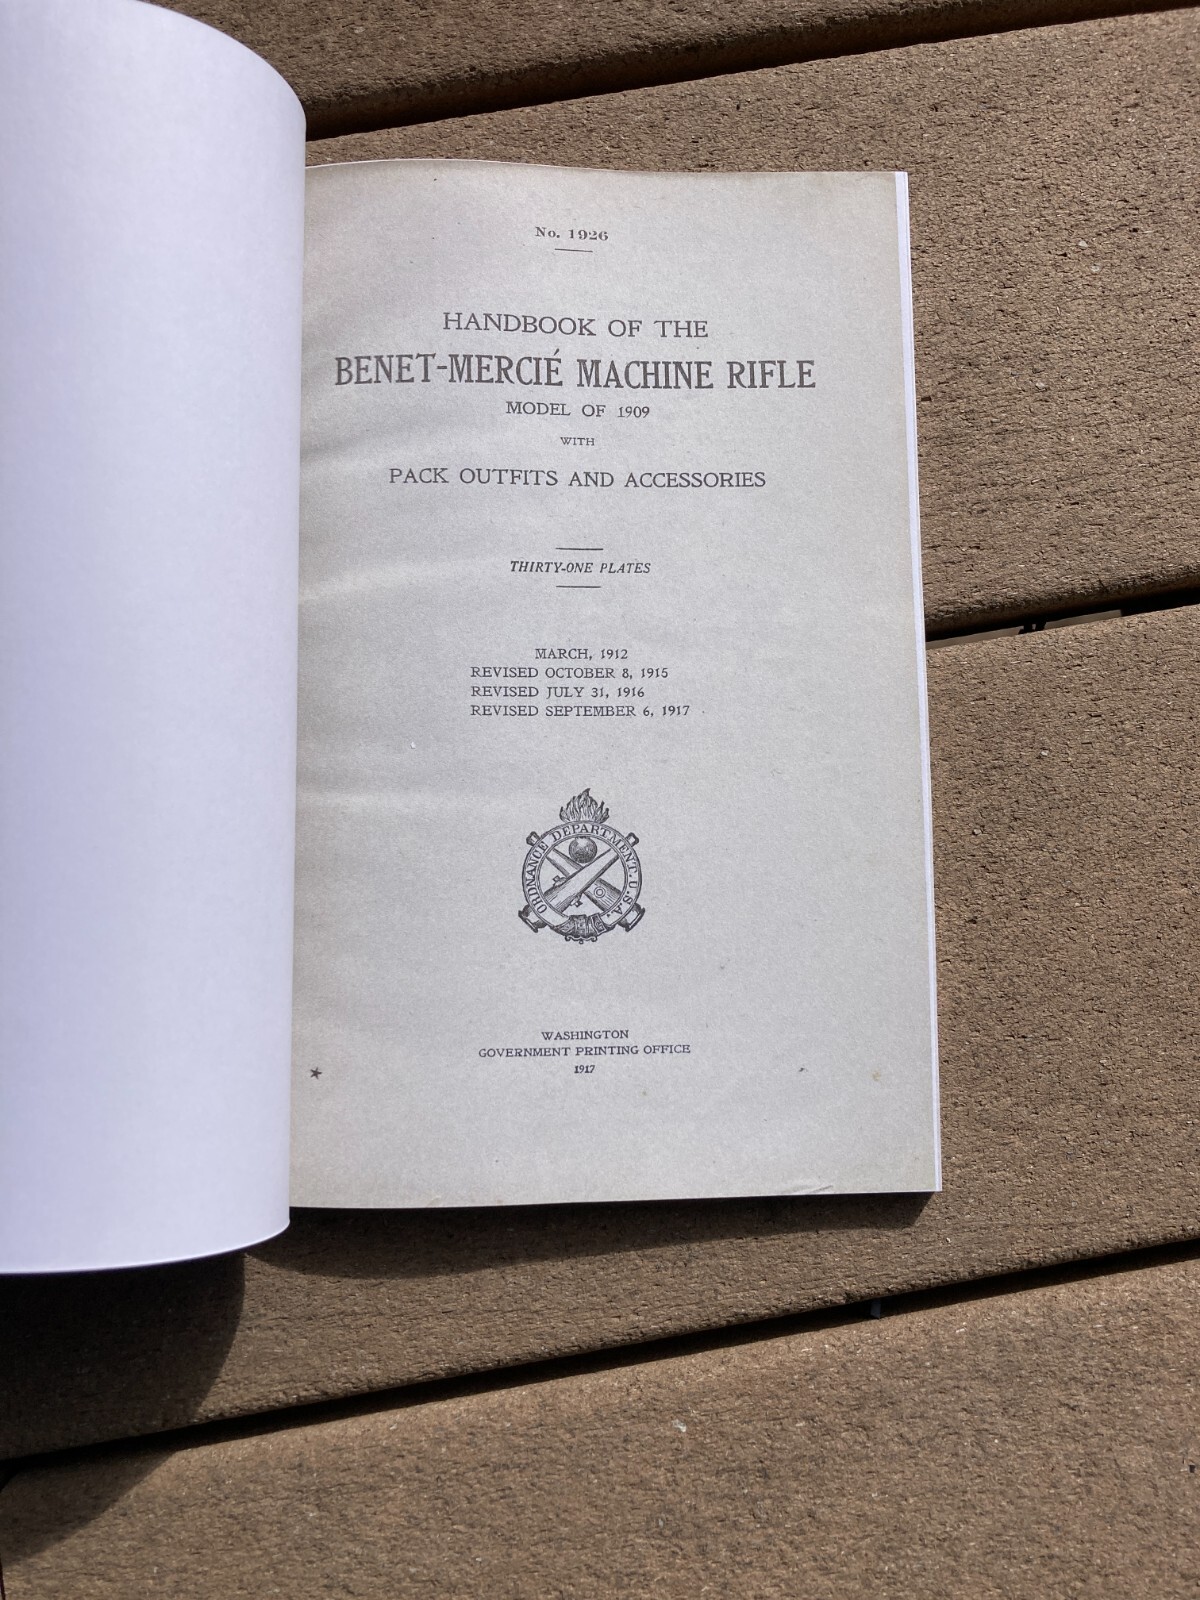 No. 1926
HANDBOOK OF THE
BENET-MERCIÉ MACHINE RIFLE
MODEL OF 1909
WITH
PACK OUTFITS AND ACCESSORIES
THIRTY-ONE PLATES
MARCH, 1912
REVISED OCTOBER 8, 1915
REVISED JULY 31, 1916
REVISED SEPTEMBER 6, 1917
ORDNANCE DEPARTMENT. U.S.A.
WASHINGTON
GOVERNMENT PRINTING OFFICE
1917